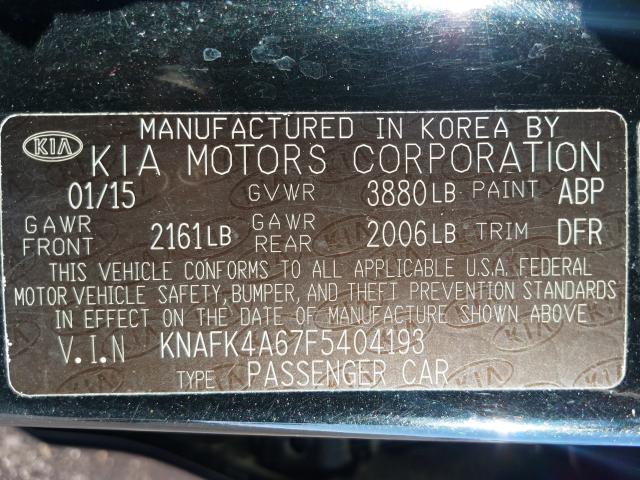 MANUFACTURED IN KOREA BY
KIA KIA MOTORS CORPORATION
01/15 GVWR 3880LB PAINT ABP
GAWR FRONT 2161LB GAWR REAR 2006LB TRIM DFR
THIS VEHICLE CONFORMS TO ALL APPLICABLE U.S.A. FEDERAL
MOTOR VEHICLE SAFETY, BUMPER, AND THEFT PREVENTION STANDARDS
IN EFFECT ON THE DATE OF MANUFACTURE SHOWN ABOVE
V.I.N KNAFK4A67F5404193
TYPE PASSENGER CAR